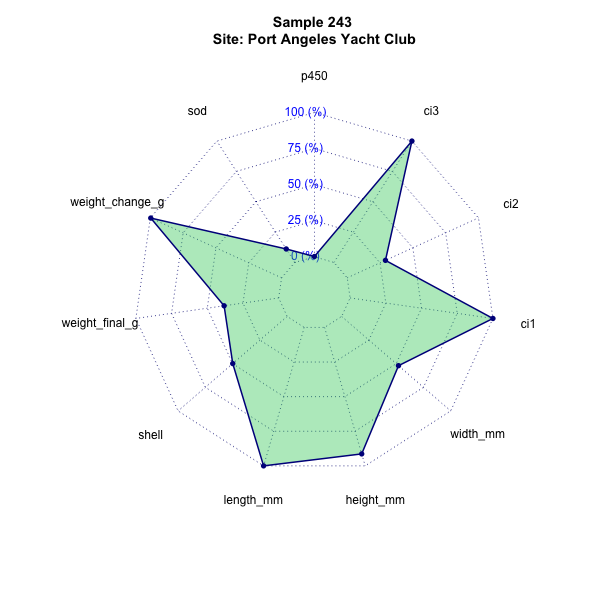 Sample 243
Site: Port Angeles Yacht Club
p450
sod
ci3
100 (%)
75 (%)
50 (%)
25 (%)
0 (%)
weight_change_g
ci2
weight_final_g
ci1
shell
width_mm
length_mm
height_mm